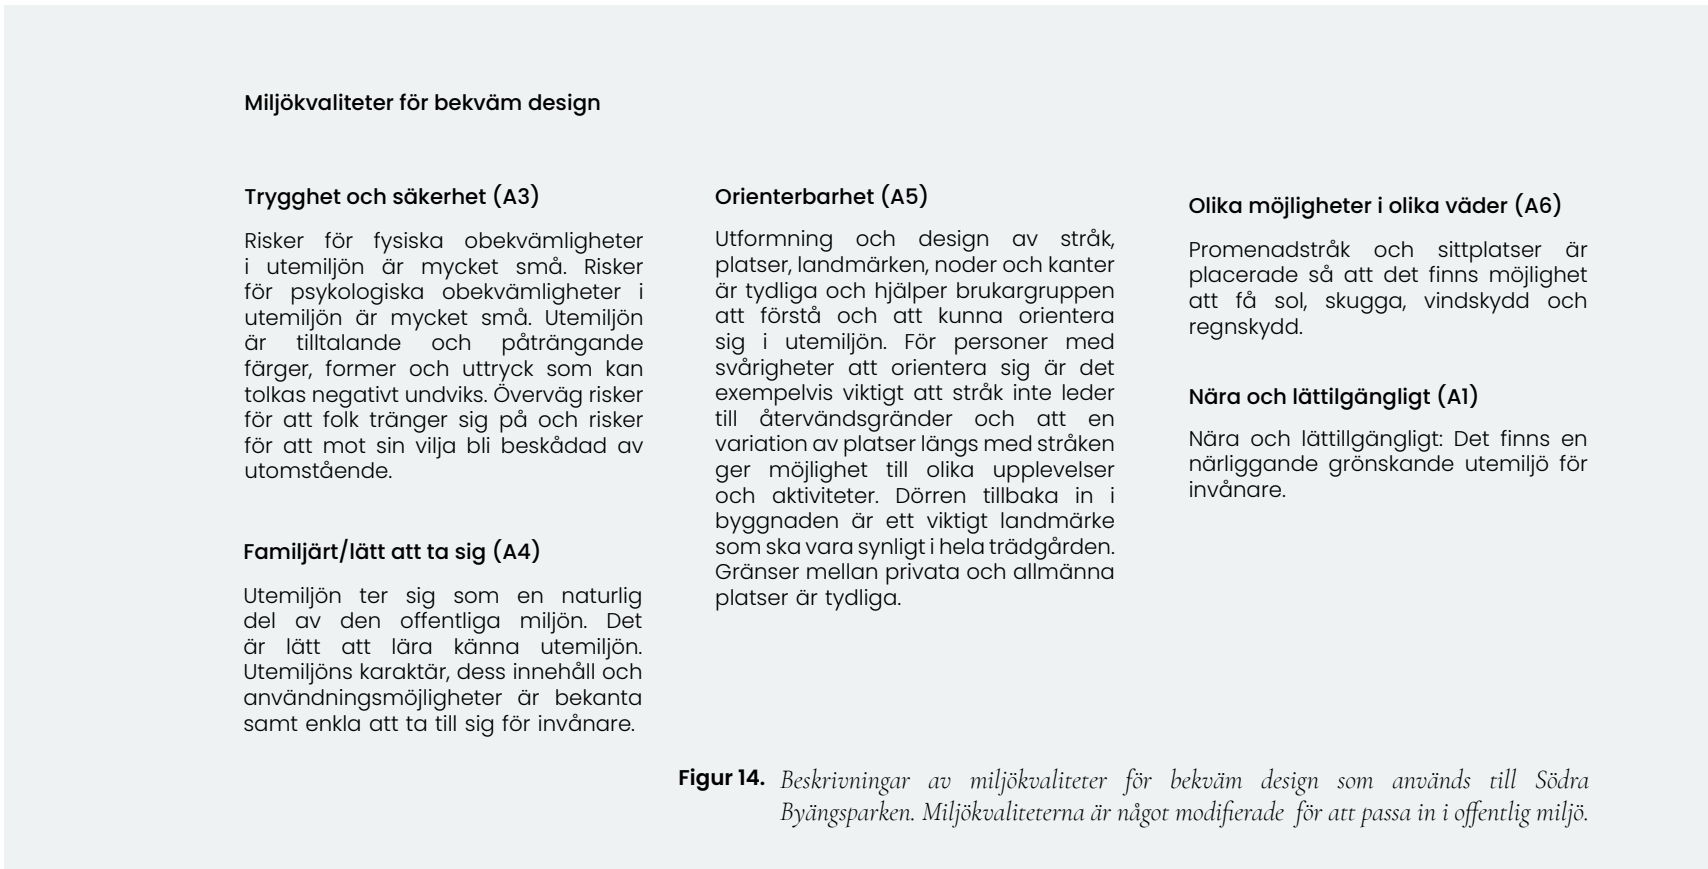 Miljökvaliteter för bekväm design
Trygghet och säkerhet (A3)
Risker för fysiska obekvämligheter
i utemiljön är mycket små. Risker
för psykologiska obekvämligheter i
utemiljön är mycket små. Utemiljön
är tilltalande och påträngande
färger, former och uttryck som kan
tolkas negativt undviks. Överväg risker
för att folk tränger sig på och risker
för att mot sin vilja bli beskådad av
utomstående.
Familjärt/lätt att ta sig (A4)
Utemiljön ter sig som en naturlig
del av den offentliga miljön. Det
är lätt att lära känna utemiljön.
Utemiljöns karaktär, dess innehåll och
användningsmöjligheter är bekanta
samt enkla att ta till sig för invånare.
Orienterbarhet (A5)
Utformning och design av stråk,
platser, landmärken, noder och kanter
är tydliga och hjälper brukargruppen
att förstå och att kunna orientera
sig i utemiljön. För personer med
svårigheter att orientera sig är det
exempelvis viktigt att stråk inte leder
till återvändsgränder och att en
variation av platser längs med stråken
ger möjlighet till olika upplevelser
och aktiviteter. Dörren tillbaka in i
byggnaden är ett viktigt landmärke
som ska vara synligt i hela trädgården.
Gränser mellan privata och allmänna
platser är tydliga.
Olika möjligheter i olika väder (A6)
Promenadstråk och sittplatser är
placerade så att det finns möjlighet
att få sol, skugga, vindskydd och
regnskydd.
Nära och lättilgängligt (A1)
Nära och lättillgängligt: Det finns en
närliggande grönskande utemiljö för
invånare.
Figur 14. Beskrivningar av miljökvaliteter för bekväm design som används till Södra
Byängsparken. Miljökvaliteterna är något modifierade för att passa in i offentlig miljö.